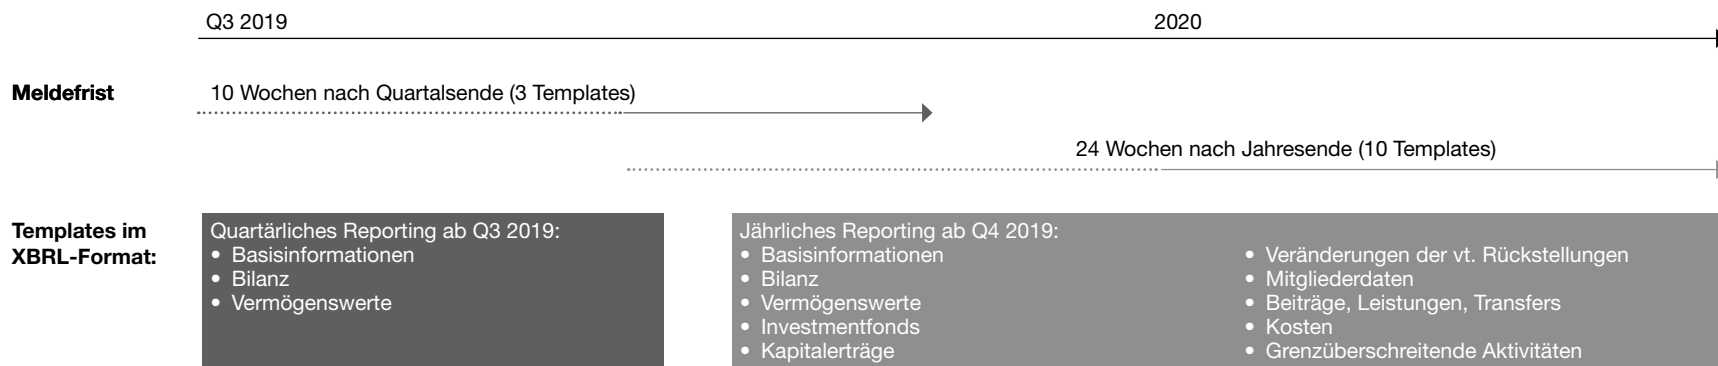 Q3 2019
2020
Meldefrist
10 Wochen nach Quartalsende (3 Templates)
24 Wochen nach Jahresende (10 Templates)
Templates im
XBRL-Format:
Quartärliches Reporting ab Q3 2019:
• Basisinformationen
• Bilanz
• Vermögenswerte
Jährliches Reporting ab Q4 2019:
• Basisinformationen
• Bilanz
• Vermögenswerte
• Investmentfonds
• Kapitalerträge
• Veränderungen der vt. Rückstellungen
• Mitgliederdaten
• Beiträge, Leistungen, Transfers
• Kosten
• Grenzüberschreitende Aktivitäten